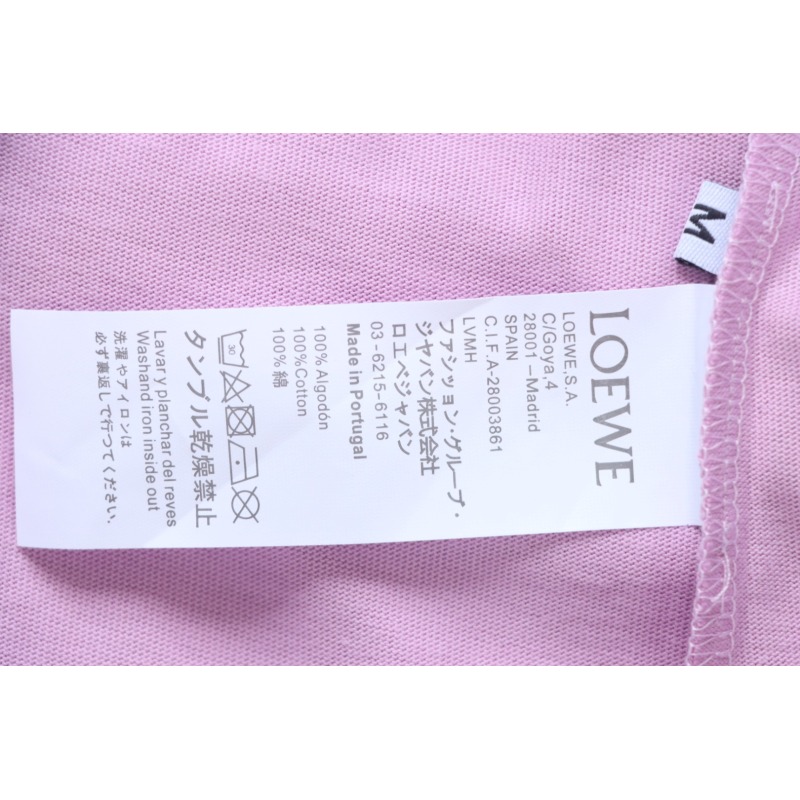 M
LOEWE
LOEWE,S.A.
C/Goya,4
28001 – Madrid
SPAIN
C.I.F.A-28003861
LVMH
ファッション・グループ・
ジャパン株式会社
ロエベジャパン
03-6215-6116
Made in Portugal
100% Algodón
100%Cotton
100%綿
30
タンブル乾燥禁止
Lavar y planchar del reves
Washand iron inside out
洗濯やアイロンは
必ず裏返しで行つてください.